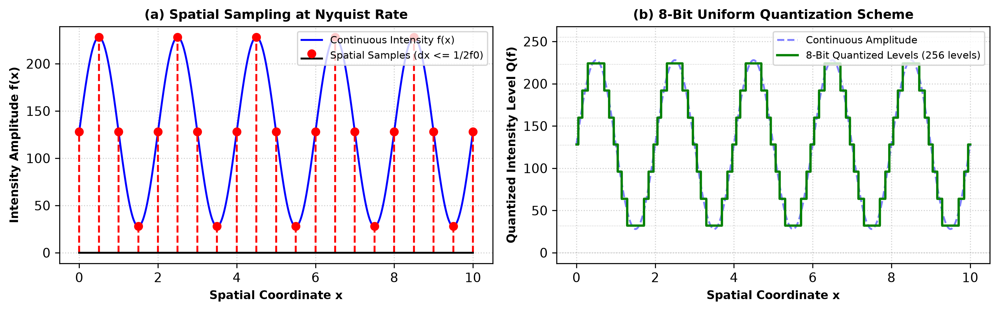 (a) Spatial Sampling at Nyquist Rate
Intensity Amplitude f(x)
200
150
100
50
0
Continuous Intensity f(x)
Spatial Samples (dx <= 1/2f0)
0 2 4 6 8 10
Spatial Coordinate x
(b) 8-Bit Uniform Quantization Scheme
Quantized Intensity Level Q(f)
250
200
150
100
50
0
Continuous Amplitude
8-Bit Quantized Levels (256 levels)
0 2 4 6 8 10
Spatial Coordinate x